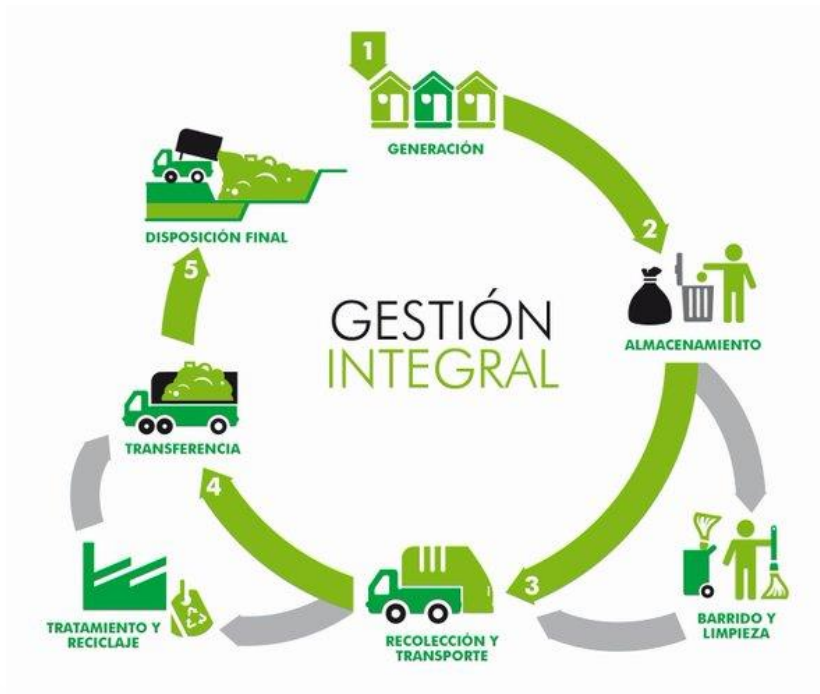 1
GENERACIÓN
2
ALMACENAMIENTO
BARRIDO Y
LIMPIEZA
3
RECOLECCIÓN Y
TRANSPORTE
TRATAMIENTO Y
RECICLAJE
4
TRANSFERENCIA
5
DISPOSICIÓN FINAL
GESTIÓN
INTEGRAL